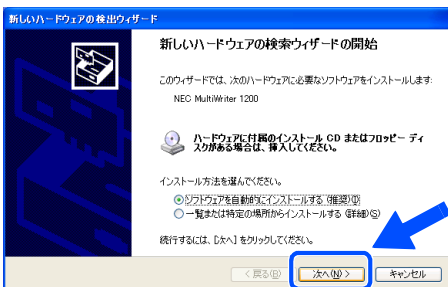 新しいハードウェアの検出ウィザード
新しいハードウェアの検索ウィザードの開始
このウィザードでは、次のハードウェアに必要なソフトウェアをインストールします:
NEC MultiWriter 1200
ハードウェアに付属のインストール CD またはフロッピー ディ
スクがある場合は、挿入してください。
インストール方法を選んでください。
ソフトウェアを自動的にインストールする (推奨)(I)
一覧または特定の場所からインストールする (詳細)(S)
続行するには、[次へ] をクリックしてください。
< 戻る(B) 次へ(N) > キャンセル